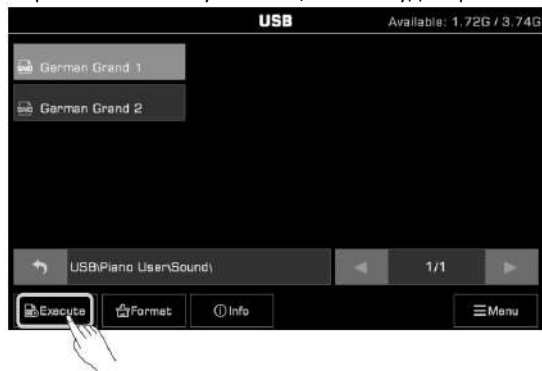 USB Available: 1.72G / 3.74G
German Grand 1
German Grand 2
USB\Piano User\Sound\ 1/1
Execute Format Info Menu